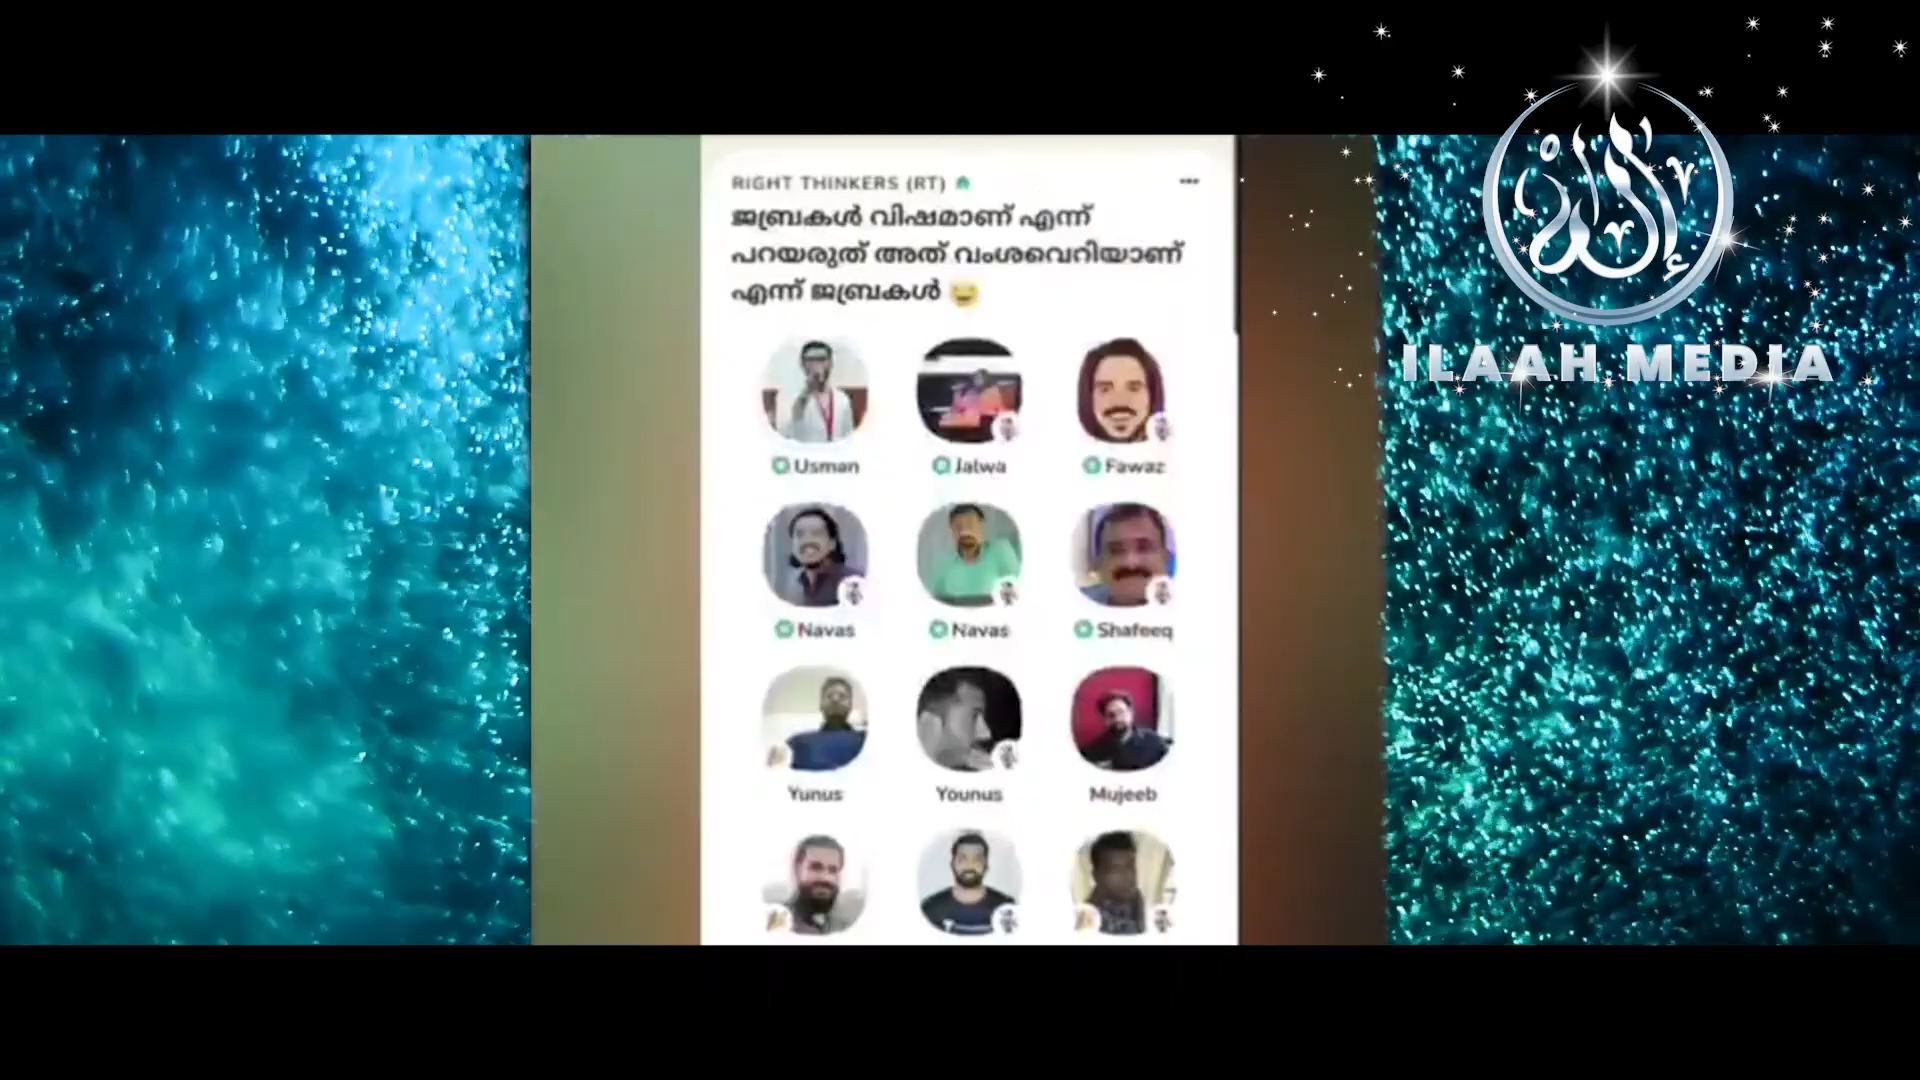 RIGHT THINKERS (RT)
ജബ്രകൾ വിഷമാണ് എന്ന്
പറയരുത് അത് വംശവെറിയാണ്
എന്ന് ജബ്രകൾ 😄
Usman Jalwa Fawaz
Navas Navas Shafeeq
Yunus Younus Mujeeb
إلاه
ILAAH MEDIA